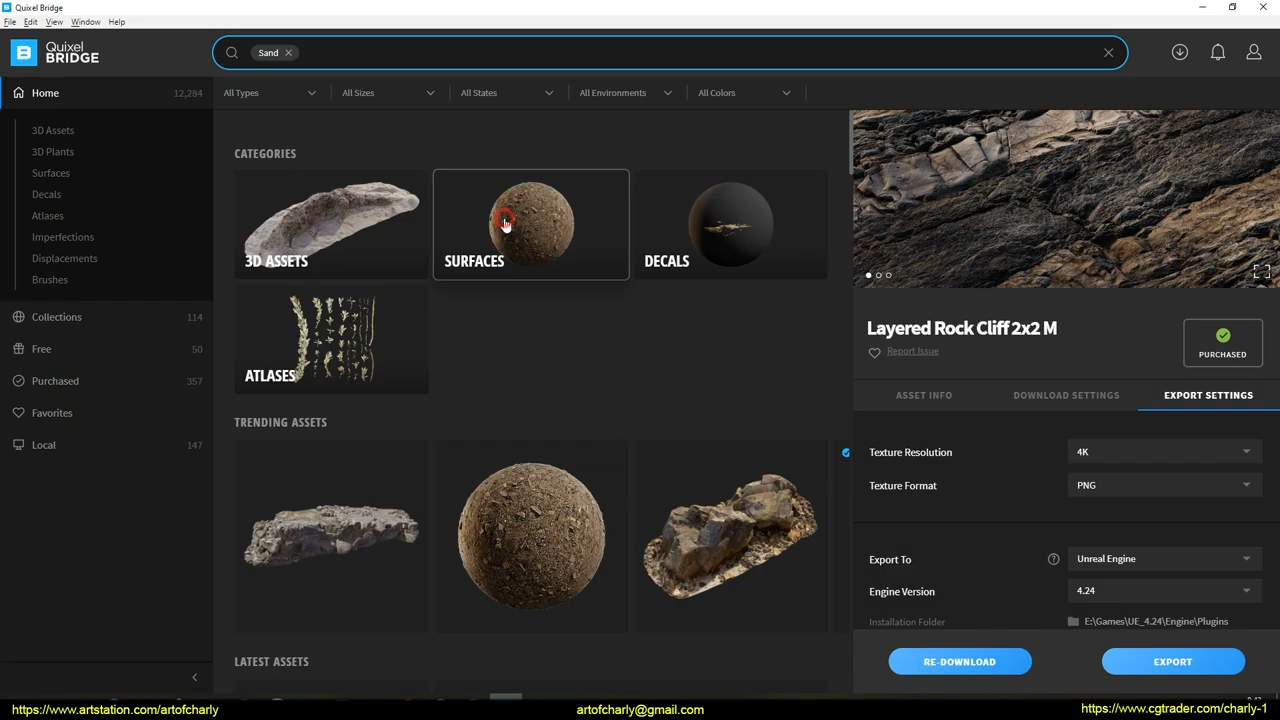 Quixel Bridge
File Edit View Window Help
B Quixel BRIDGE
Sand
Home 12,284
All Types All Sizes All States All Environments All Colors
3D Assets
3D Plants
Surfaces
Decals
Atlases
Imperfections
Displacements
Brushes
Collections 114
Free 50
Purchased 357
Favorites
Local 147
CATEGORIES
3D ASSETS
SURFACES
DECALS
ATLASES
TRENDING ASSETS
LATEST ASSETS
Layered Rock Cliff 2x2 M
Report Issue
PURCHASED
ASSET INFO DOWNLOAD SETTINGS EXPORT SETTINGS
Texture Resolution 4K
Texture Format PNG
Export To ? Unreal Engine
Engine Version 4.24
Installation Folder E:\Games\UE_4.24\Engine\Plugins
RE-DOWNLOAD EXPORT
https://www.artstation.com/artofcharly artofcharly@gmail.com https://www.cgtrader.com/charly-1